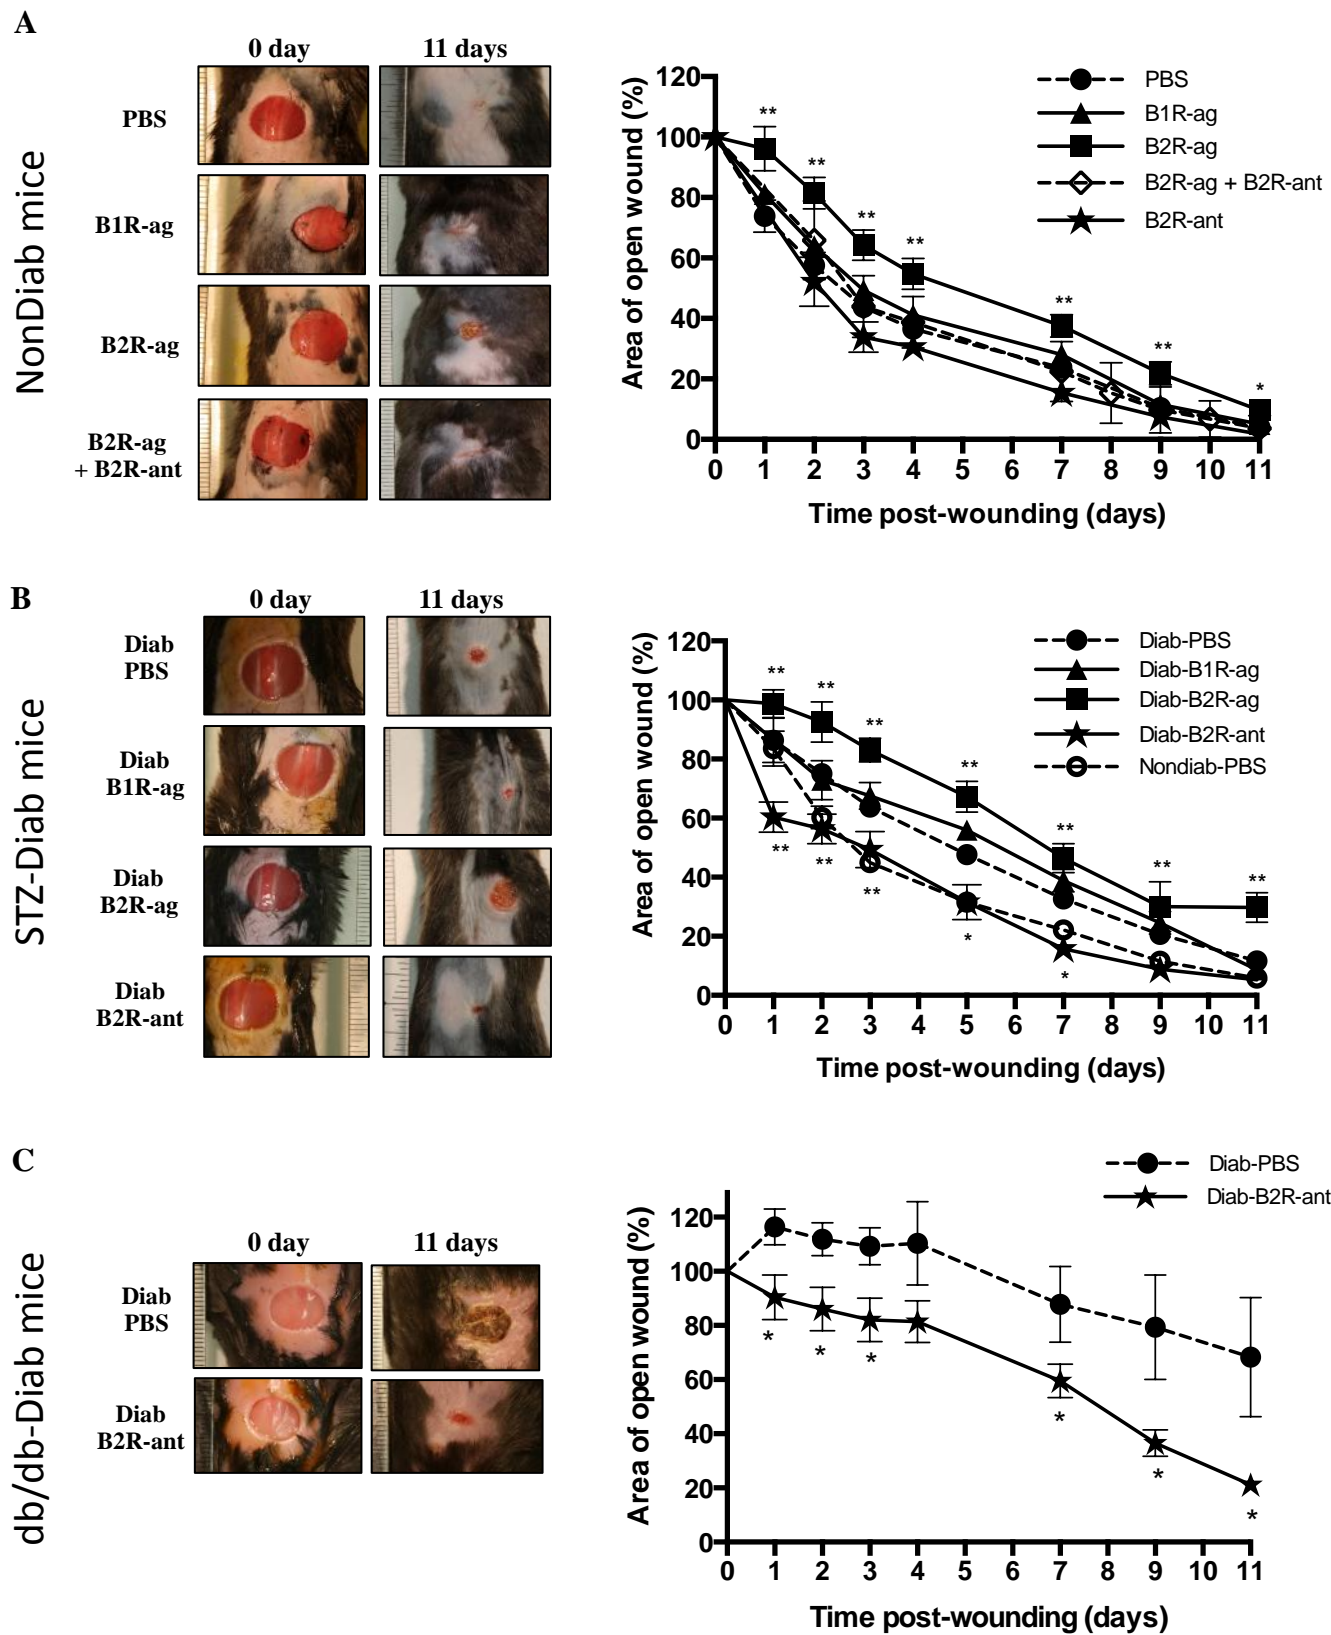 A
0 day
11 days
NonDiab mice
PBS
B1R-ag
B2R-ag
B2R-ag
+ B2R-ant
Area of open wound (%)
120
100
80
60
40
20
0
0 1 2 3 4 5 6 7 8 9 10 11
Time post-wounding (days)
** ** ** ** ** ** *
PBS
B1R-ag
B2R-ag
B2R-ag + B2R-ant
B2R-ant
B
0 day
11 days
STZ-Diab mice
Diab
PBS
Diab
B1R-ag
Diab
B2R-ag
Diab
B2R-ant
Area of open wound (%)
120
100
80
60
40
20
0
0 1 2 3 4 5 6 7 8 9 10 11
Time post-wounding (days)
** ** ** ** ** ** **
** ** ** * *
Diab-PBS
Diab-B1R-ag
Diab-B2R-ag
Diab-B2R-ant
Nondiab-PBS
C
0 day
11 days
db/db-Diab mice
Diab
PBS
Diab
B2R-ant
Area of open wound (%)
120
100
80
60
40
20
0
0 1 2 3 4 5 6 7 8 9 10 11
Time post-wounding (days)
* * * * * *
Diab-PBS
Diab-B2R-ant